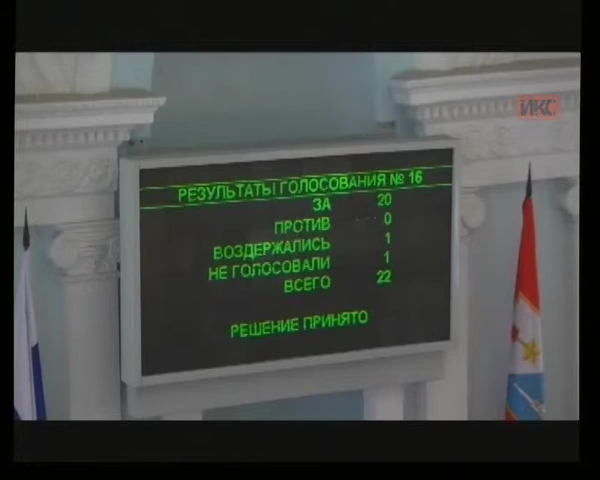 ИКС
РЕЗУЛЬТАТЫ ГОЛОСОВАНИЯ № 16
ЗА 20
ПРОТИВ 0
ВОЗДЕРЖАЛИСЬ 1
НЕ ГОЛОСОВАЛИ 1
ВСЕГО 22
РЕШЕНИЕ ПРИНЯТО